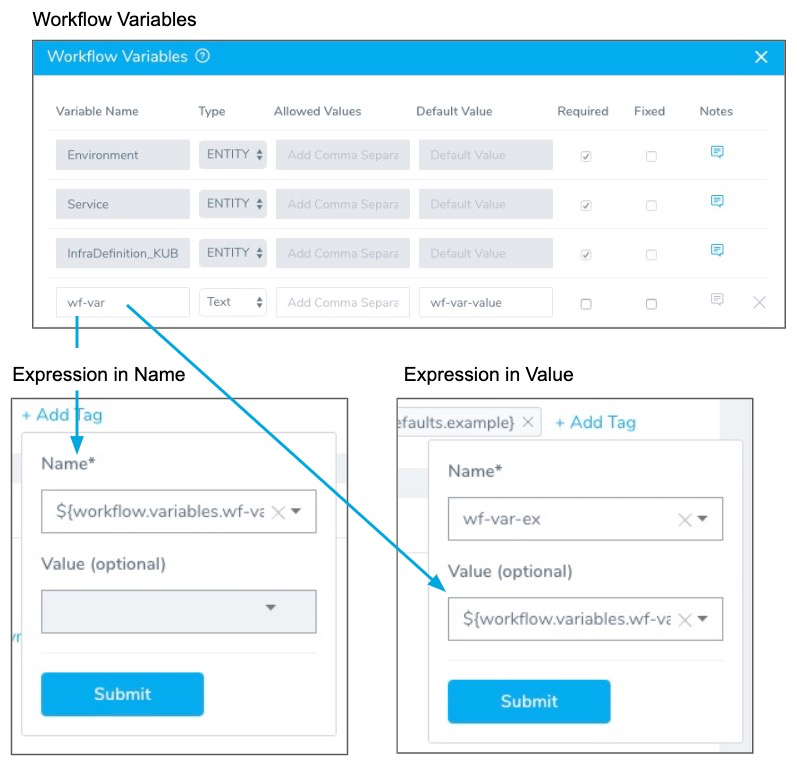 Workflow Variables
Workflow Variables ?
Variable Name Type Allowed Values Default Value Required Fixed Notes
Environment ENTITY Add Comma Separa Default Value
Service ENTITY Add Comma Separa Default Value
InfraDefinition_KUB ENTITY Add Comma Separa Default Value
wf-var Text Add Comma Separa wf-var-value
Expression in Name
+ Add Tag
Name*
${workflow.variables.wf-va
Value (optional)
Submit
Expression in Value
efaults.example} + Add Tag
Name*
wf-var-ex
Value (optional)
${workflow.variables.wf-va
Submit